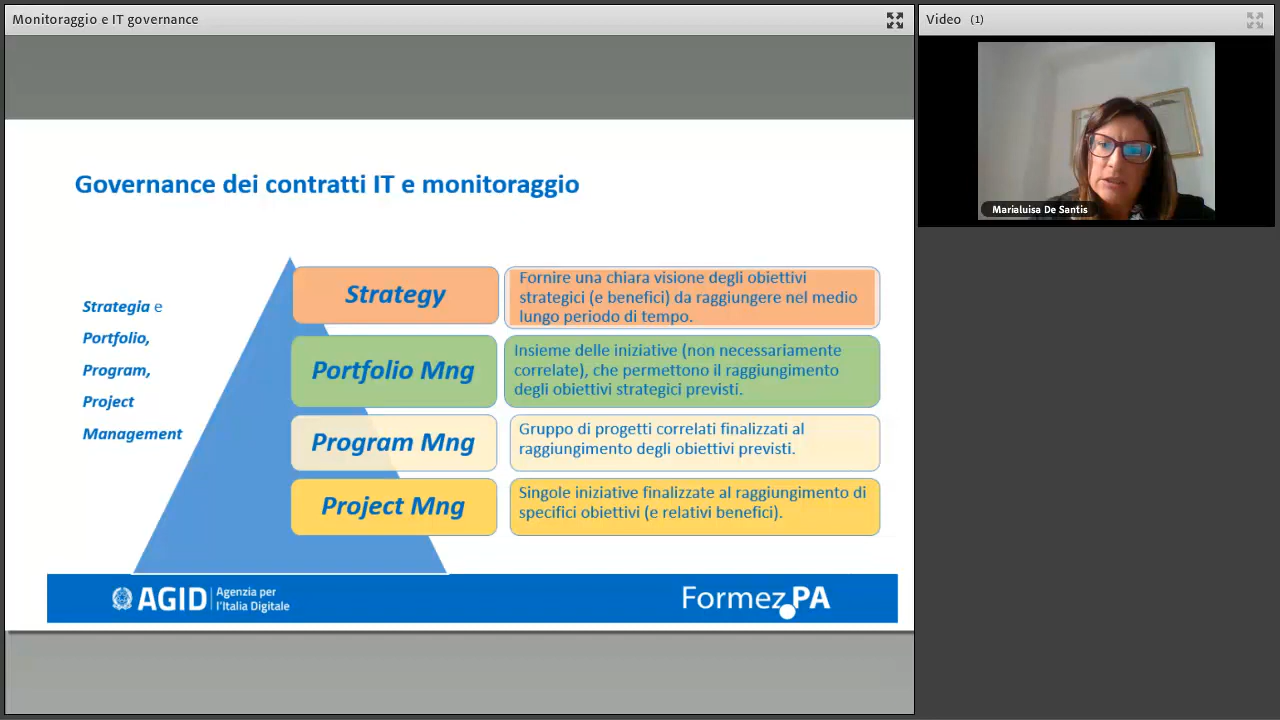 Monitoraggio e IT governance
Video (1)
Marialuisa De Santis
Governance dei contratti IT e monitoraggio
Strategia e
Portfolio,
Program,
Project
Management
Strategy
Fornire una chiara visione degli obiettivi
strategici (e benefici) da raggiungere nel medio
lungo periodo di tempo.
Portfolio Mng
Insieme delle iniziative (non necessariamente
correlate), che permettono il raggiungimento
degli obiettivi strategici previsti.
Program Mng
Gruppo di progetti correlati finalizzati al
raggiungimento degli obiettivi previsti.
Project Mng
Singole iniziative finalizzate al raggiungimento di
specifici obiettivi (e relativi benefici).
AGID
Agenzia per
l'Italia Digitale
Formez PA